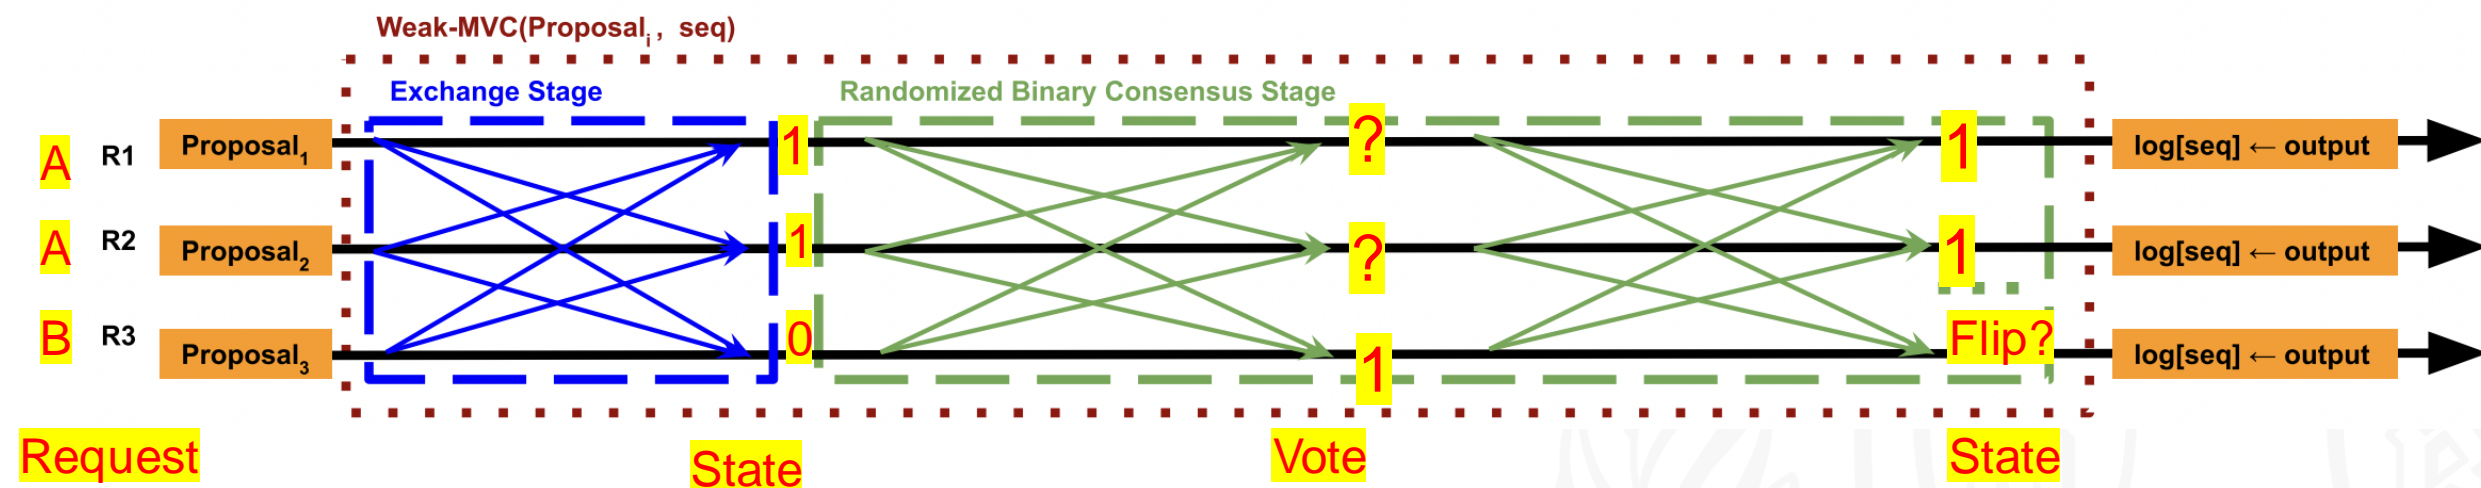 Weak-MVC(Proposal_i, seq)
Exchange Stage
Randomized Binary Consensus Stage
A R1 Proposal_1 1 ? 1 log[seq] ← output
A R2 Proposal_2 1 ? 1 log[seq] ← output
B R3 Proposal_3 0 1 Flip? log[seq] ← output
Request State Vote State